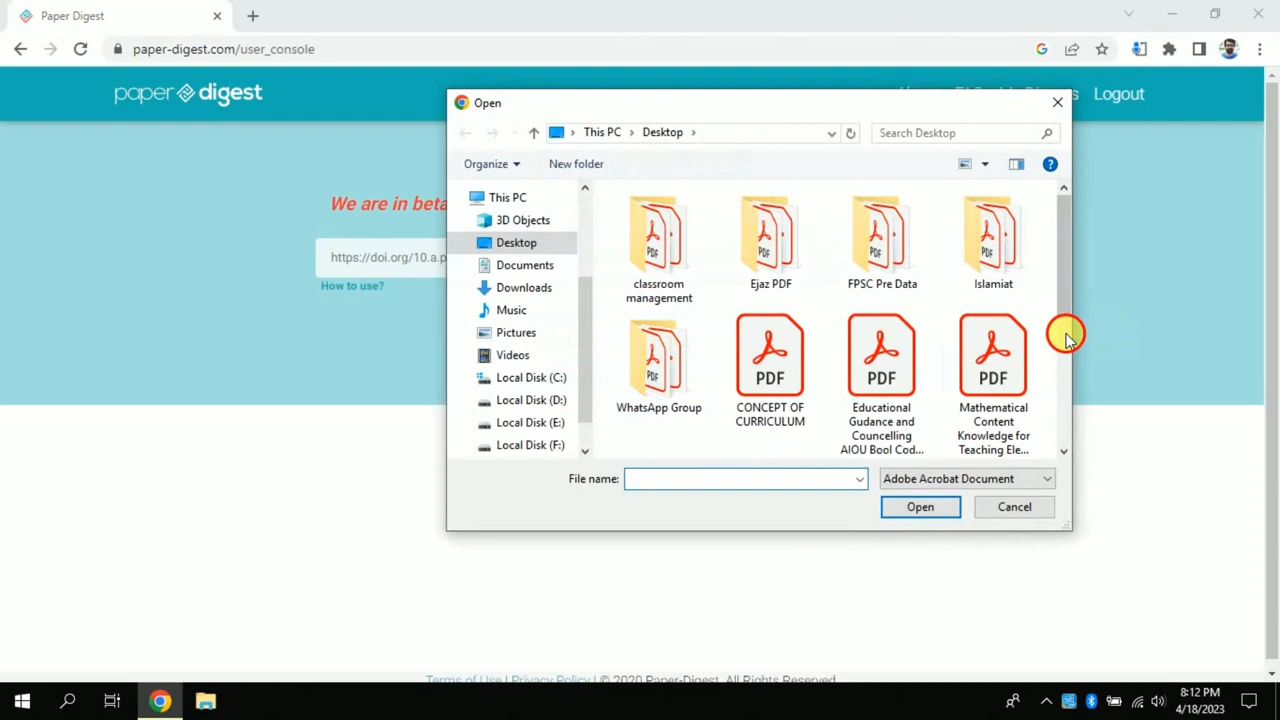 Paper Digest
paper-digest.com/user_console
paper digest
Logout
Open
This PC
Desktop
Search Desktop
Organize
New folder
This PC
3D Objects
Desktop
Documents
Downloads
Music
Pictures
Videos
Local Disk (C:)
Local Disk (D:)
Local Disk (E:)
Local Disk (F:)
classroom
management
Ejaz PDF
FPSC Pre Data
Islamiat
WhatsApp Group
PDF
CONCEPT OF
CURRICULUM
PDF
Educational
Gudance and
Councelling
AIOU Bool Cod...
PDF
Mathematical
Content
Knowledge for
Teaching Ele...
File name:
Adobe Acrobat Document
Open
Cancel
We are in beta
https://doi.org/10.a.p
How to use?
Terms of Use | Privacy Policy | © 2020 Paper-Digest. All Rights Reserved
8:12 PM
4/18/2023